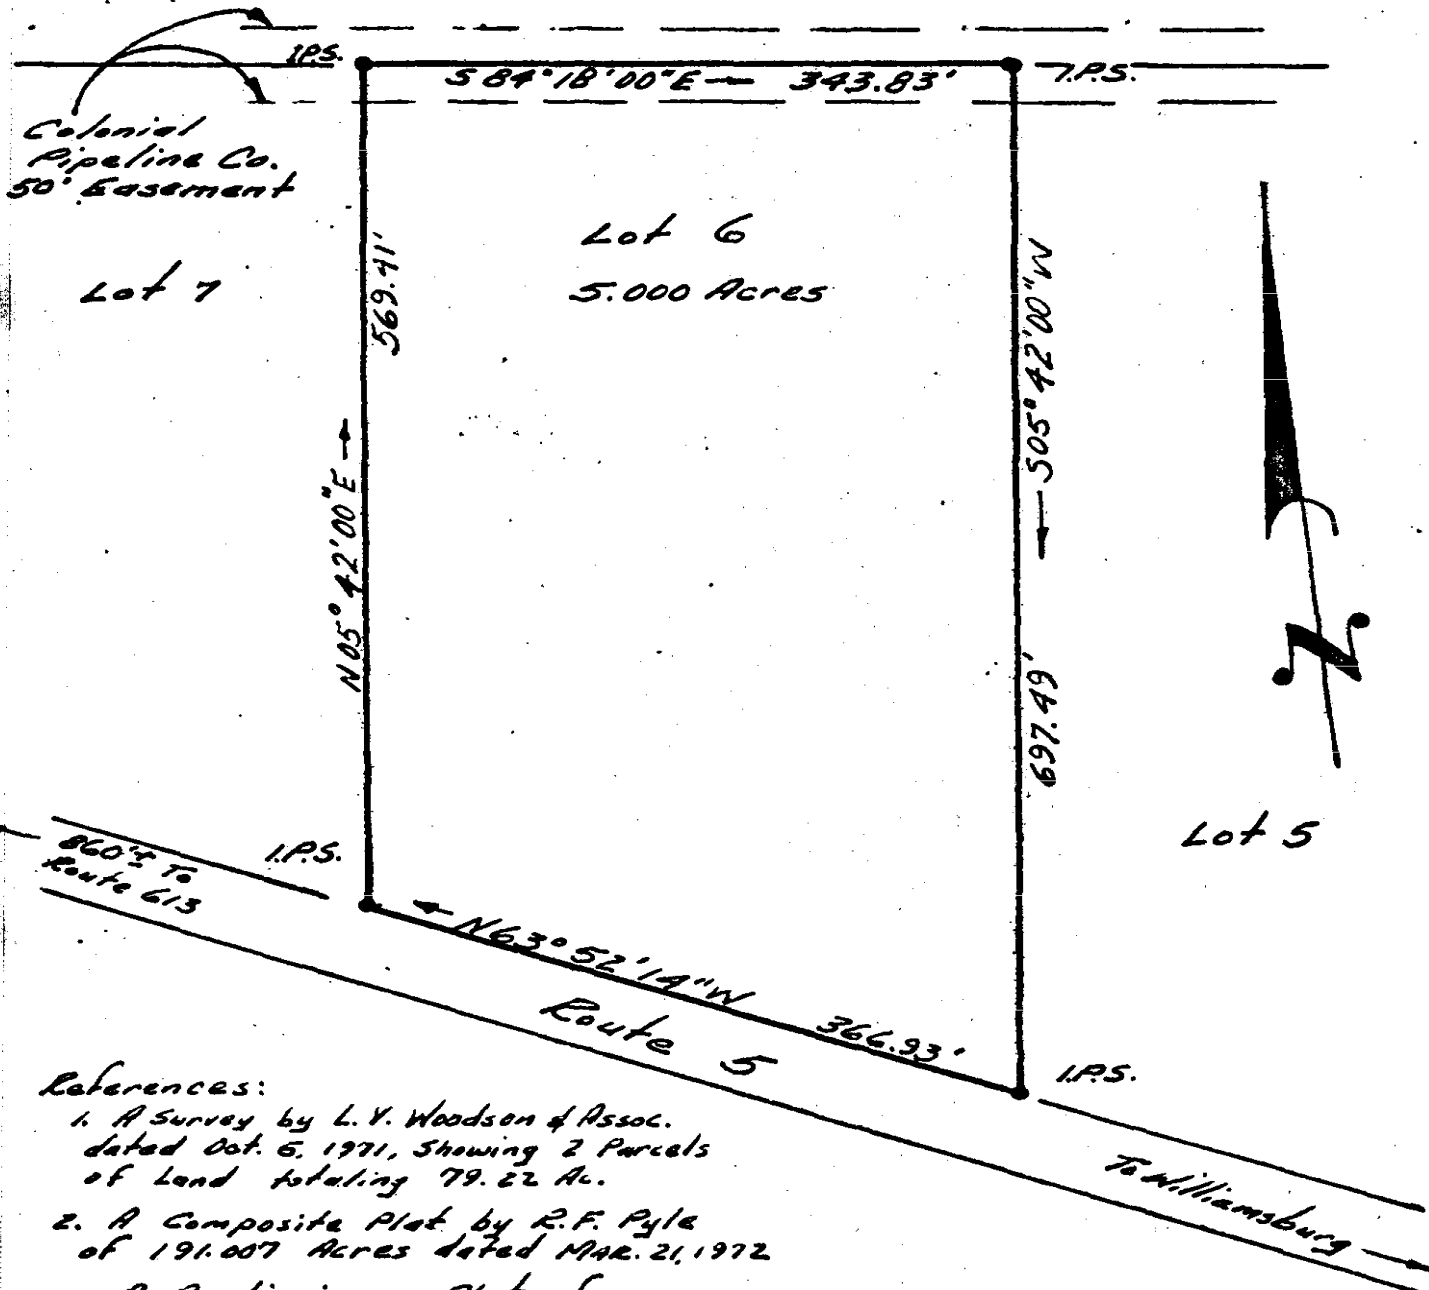 I.P.S.
S 84°18'00"E — 343.83'
I.P.S.
Colonial
Pipeline Co.
50' Easement
Lot 6
5.000 Acres
Lot 7
569.41'
N 05° 42'00" E
S05° 42'00" W
697.49'
N
Lot 5
860'± To
Route 613
I.P.S.
N63° 52'14" W 366.93'
Route 5
I.P.S.
To Williamsburg
References:
1. A Survey by L.V. Woodson & Assoc.
dated Oct. 6, 1971, Showing 2 Parcels
of Land totaling 79.22 Ac.
2. A Composite Plat by R.F. Pyle
of 191.007 Acres dated MAR. 21, 1972